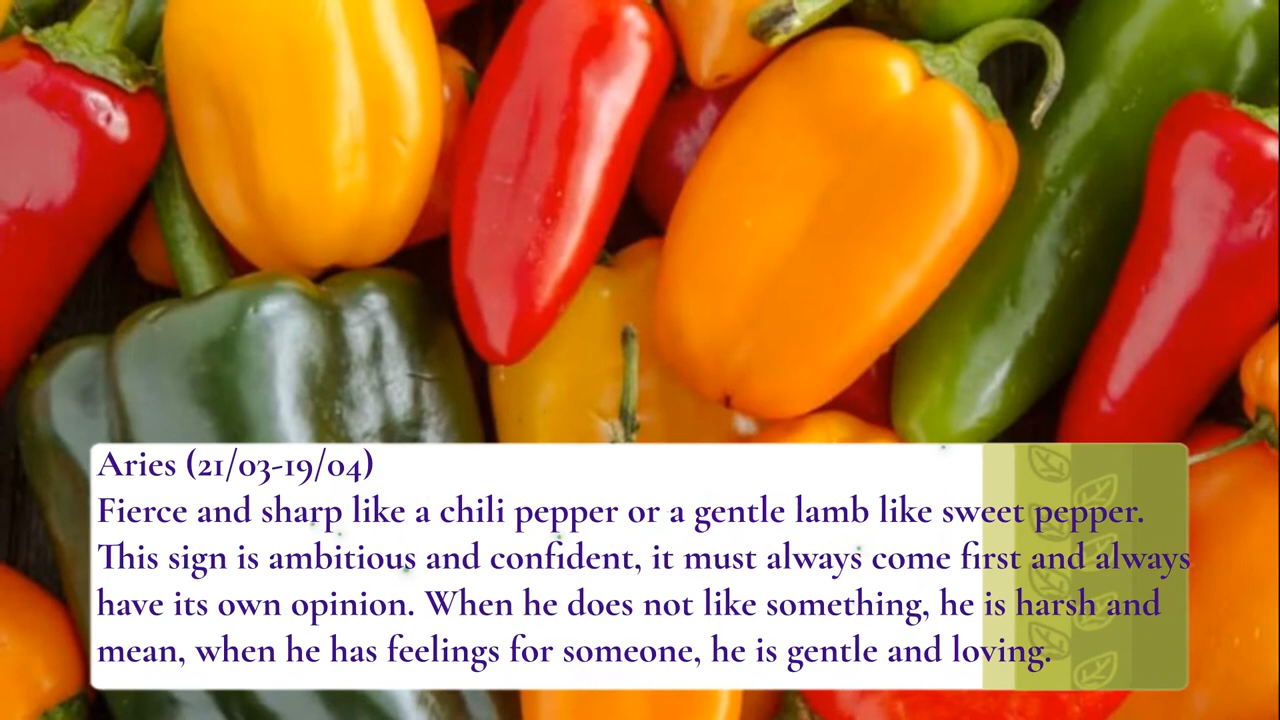 Aries (21/03-19/04)
Fierce and sharp like a chili pepper or a gentle lamb like sweet pepper.
This sign is ambitious and confident, it must always come first and always
have its own opinion. When he does not like something, he is harsh and
mean, when he has feelings for someone, he is gentle and loving.